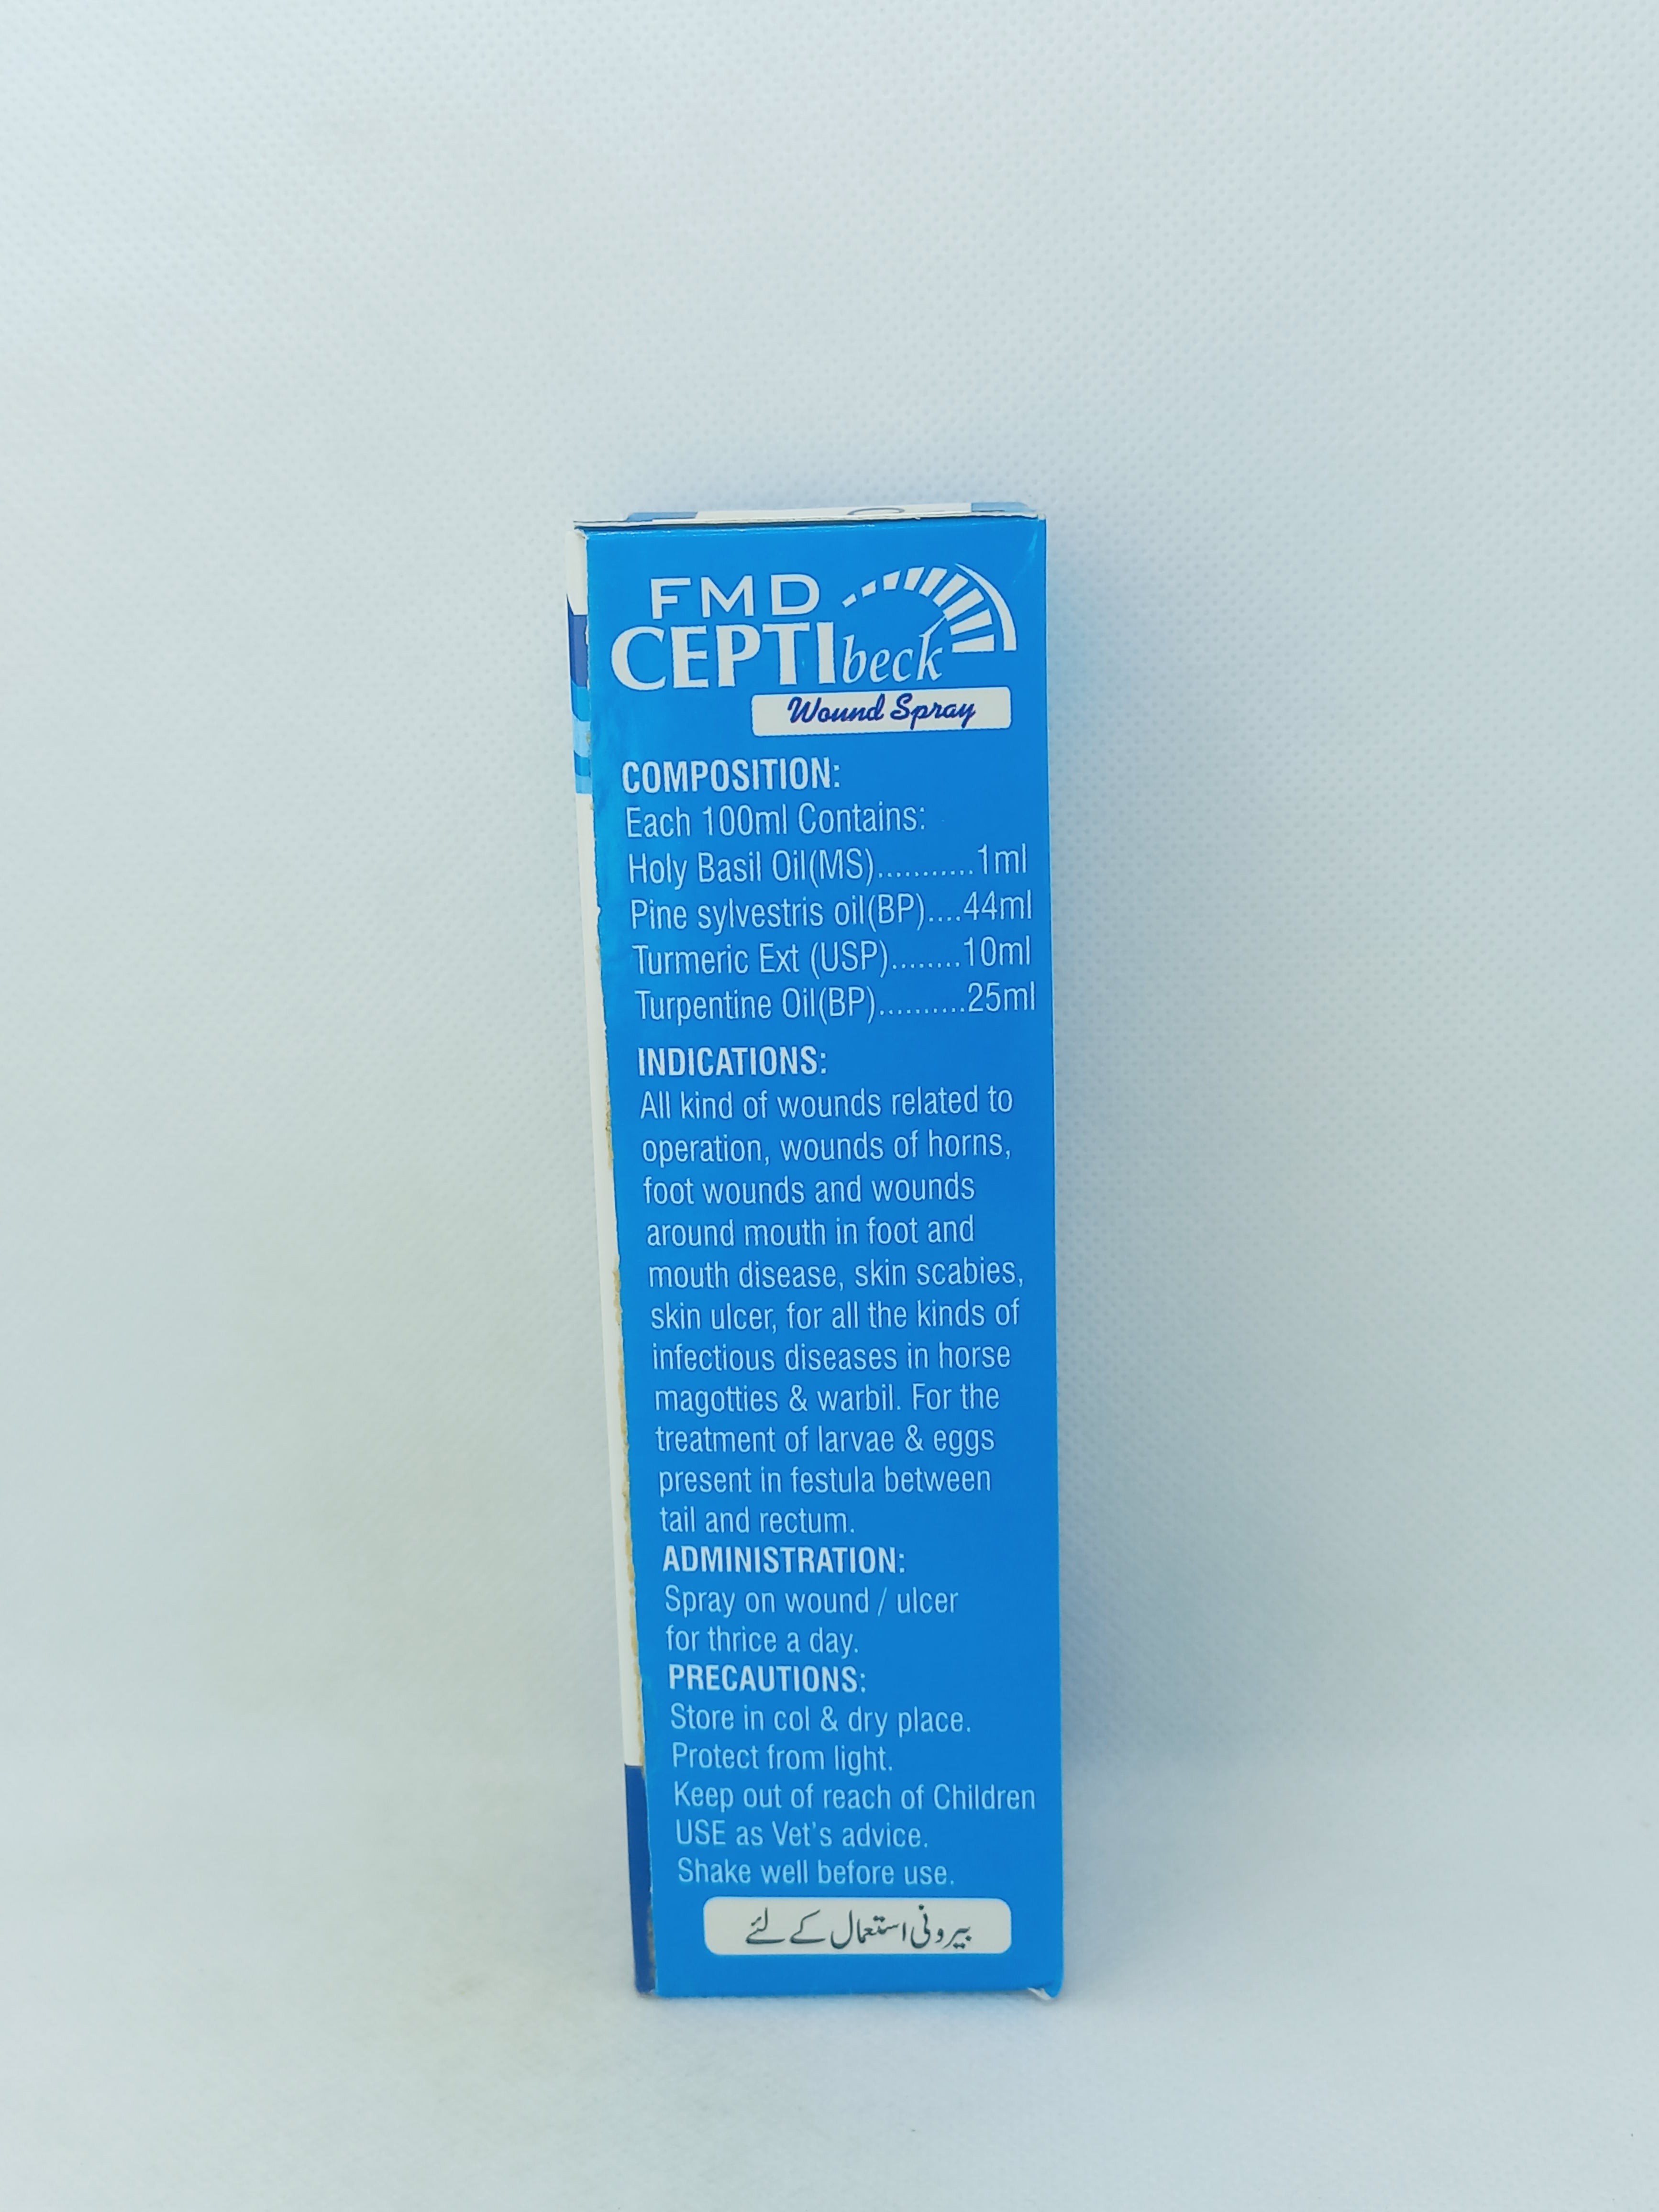 FMD
CEPTIbeck
Wound Spray
COMPOSITION:
Each 100ml Contains:
Holy Basil Oil(MS)...........1ml
Pine sylvestris oil(BP)....44ml
Turmeric Ext (USP)........10ml
Turpentine Oil(BP)..........25ml
INDICATIONS:
All kind of wounds related to
operation, wounds of horns,
foot wounds and wounds
around mouth in foot and
mouth disease, skin scabies,
skin ulcer, for all the kinds of
infectious diseases in horse
magotties & warbil. For the
treatment of larvae & eggs
present in festula between
tail and rectum.
ADMINISTRATION:
Spray on wound / ulcer
for thrice a day.
PRECAUTIONS:
Store in col & dry place.
Protect from light.
Keep out of reach of Children
USE as Vet's advice.
Shake well before use.
بیرونی استعمال کے لئے